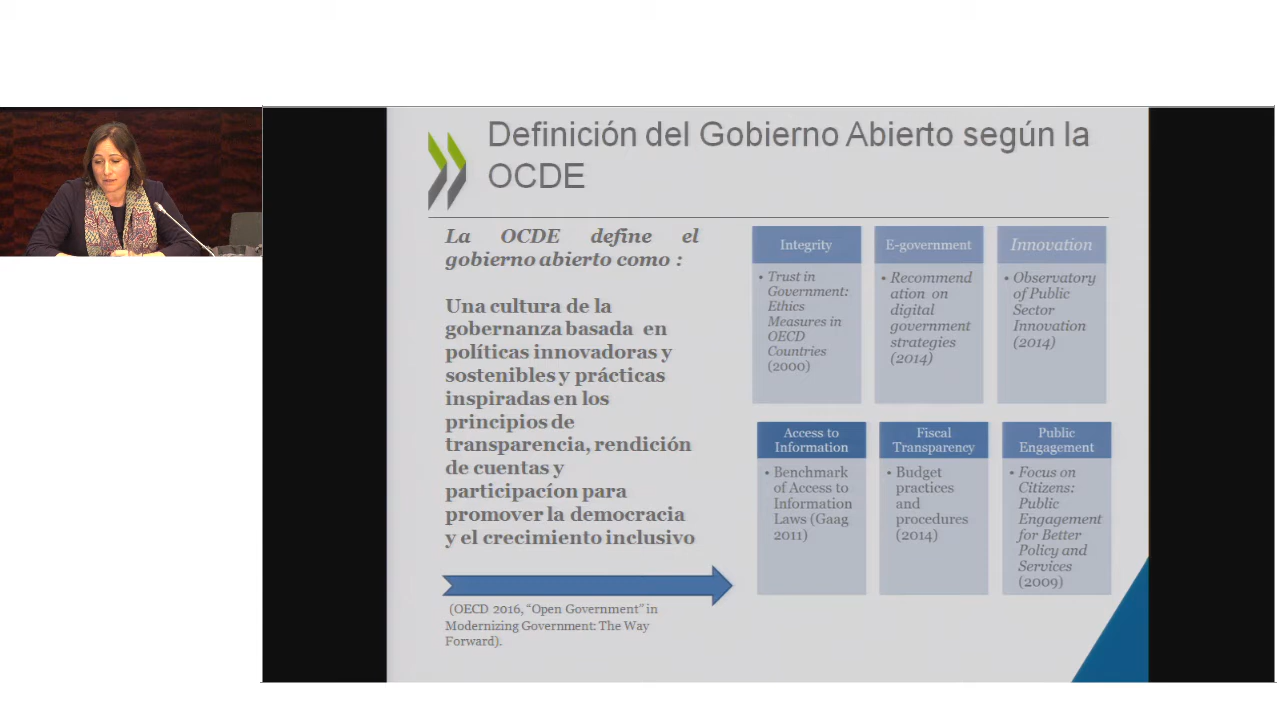 Definición del Gobierno Abierto según la
OCDE
La OCDE define el
gobierno abierto como :
Una cultura de la
gobernanza basada en
políticas innovadoras y
sostenibles y prácticas
inspiradas en los
principios de
transparencia, rendición
de cuentas y
participacíon para
promover la democracia
y el crecimiento inclusivo
(OECD 2016, “Open Government” in
Modernizing Government: The Way
Forward).
Integrity
• Trust in
Government:
Ethics
Measures in
OECD
Countries
(2000)
E-government
• Recommend
ation on
digital
government
strategies
(2014)
Innovation
• Observatory
of Public
Sector
Innovation
(2014)
Access to
Information
• Benchmark
of Access to
Information
Laws (Gaag
2011)
Fiscal
Transparency
• Budget
practices
and
procedures
(2014)
Public
Engagement
• Focus on
Citizens:
Public
Engagement
for Better
Policy and
Services
(2009)